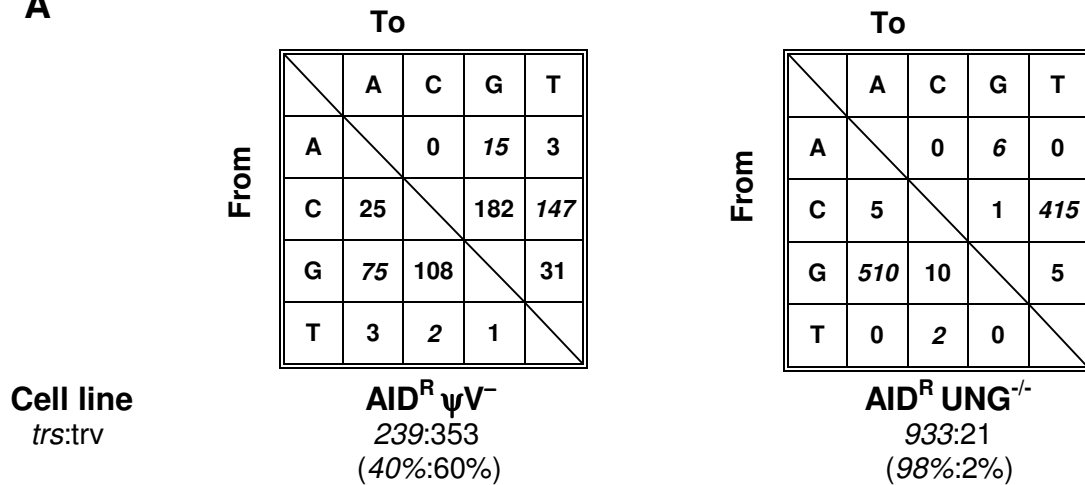 A
To To
A C G T A C G T
A 0 15 3 A 0 6 0
From From
C 25 182 147 C 5 1 415
G 75 108 31 G 510 10 5
T 3 2 1 T 0 2 0
Cell line AID^R ψV^– AID^R UNG^-/-
trs:trv 239:353 933:21
(40%:60%) (98%:2%)